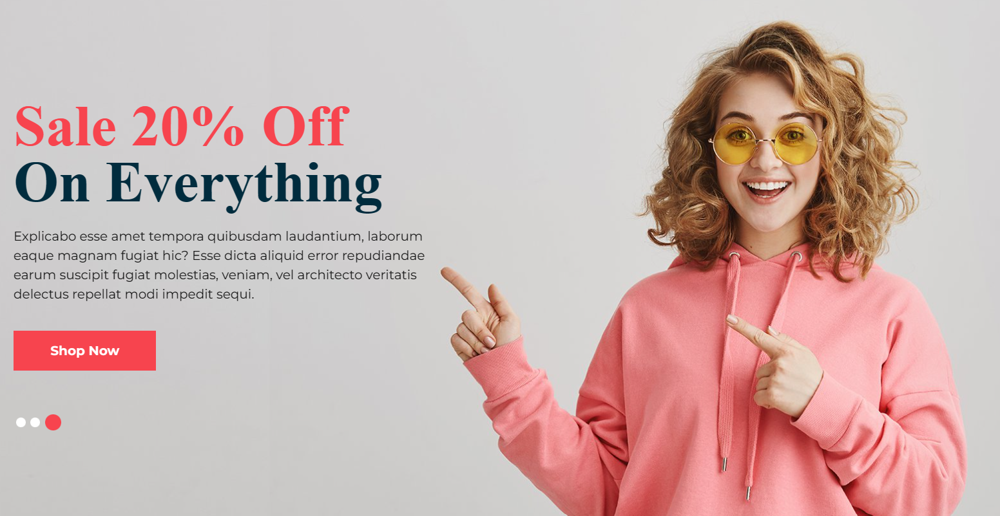 Sale 20% Off
On Everything
Explicabo esse amet tempora quibusdam laudantium, laborum
eaque magnam fugiat hic? Esse dicta aliquid error repudiandae
earum suscipit fugiat molestias, veniam, vel architecto veritatis
delectus repellat modi impedit sequi.
Shop Now